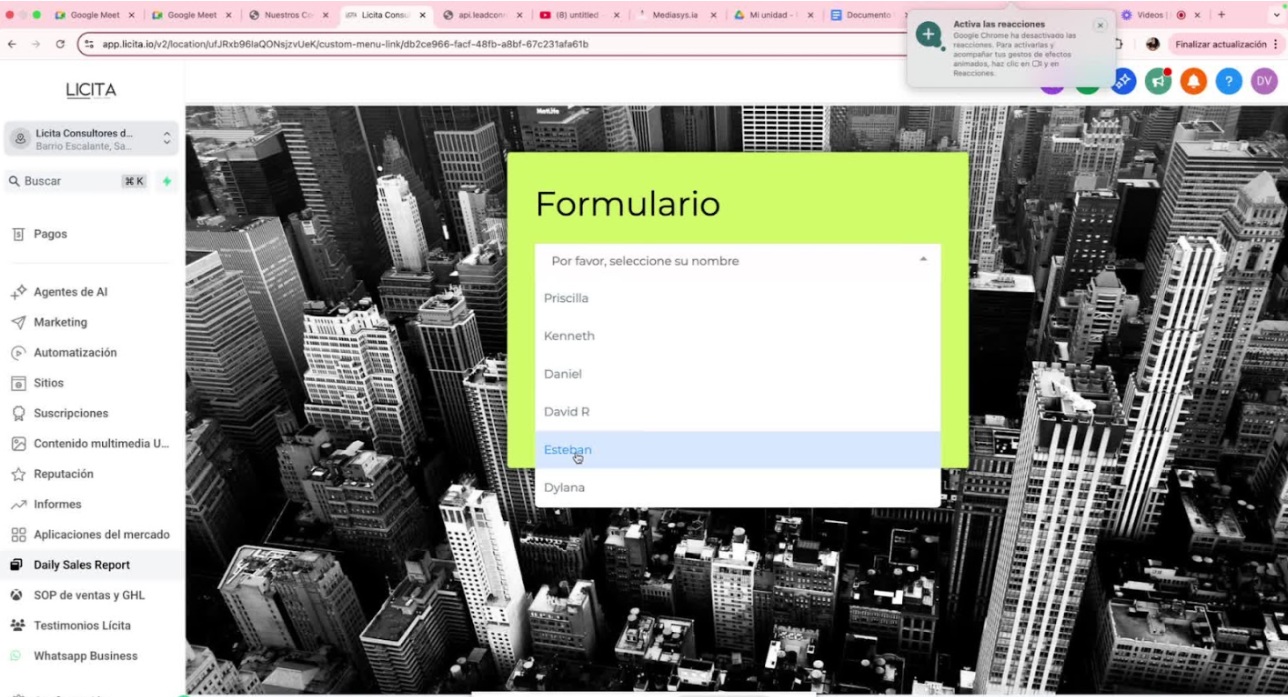 Google Meet
Google Meet
Nuestros Co
Licita Consul
api.leadcon
(8) untitled
Mediasys.ia
Mi unidad -
Documento
Videos |
app.licita.io/v2/location/ufJRxb96laQONsjzvUeK/custom-menu-link/db2ce966-facf-48fb-a8bf-67c231afa61b
Finalizar actualización
Activa las reacciones
Google Chrome ha desactivado las
reacciones. Para activarlas y
acompañar tus gestos de efectos
animados, haz clic en y en
Reacciones.
DV
LICITA
Licita Consultores d...
Barrio Escalante, Sa...
Buscar
⌘ K
Pagos
Agentes de AI
Marketing
Automatización
Sitios
Suscripciones
Contenido multimedia U...
Reputación
Informes
Aplicaciones del mercado
Daily Sales Report
SOP de ventas y GHL
Testimonios Lícita
Whatsapp Business
MetLife
Formulario
Por favor, seleccione su nombre
Priscilla
Kenneth
Daniel
David R
Esteban
Dylana